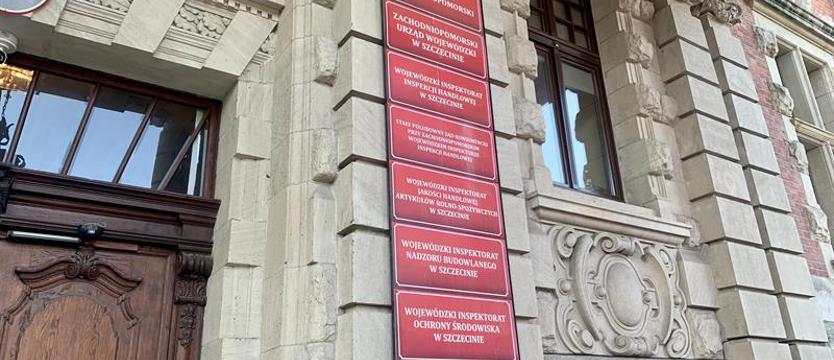 ZACHODNIOPOMORSKI
ZACHODNIOPOMORSKI
URZĄD WOJEWÓDZKI
W SZCZECINIE
WOJEWÓDZKI INSPEKTORAT
INSPEKCJI HANDLOWEJ
W SZCZECINIE
STAŁY POLUBOWNY SĄD KONSUMENCKI
PRZY ZACHODNIOPOMORSKIM
WOJEWÓDZKIM INSPEKTORZE
INSPEKCJI HANDLOWEJ
WOJEWÓDZKI INSPEKTORAT
JAKOŚCI HANDLOWEJ
ARTYKUŁÓW ROLNO-SPOŻYWCZYCH
W SZCZECINIE
WOJEWÓDZKI INSPEKTORAT
NADZORU BUDOWLANEGO
W SZCZECINIE
WOJEWÓDZKI INSPEKTORAT
OCHRONY ŚRODOWISKA
W SZCZECINIE